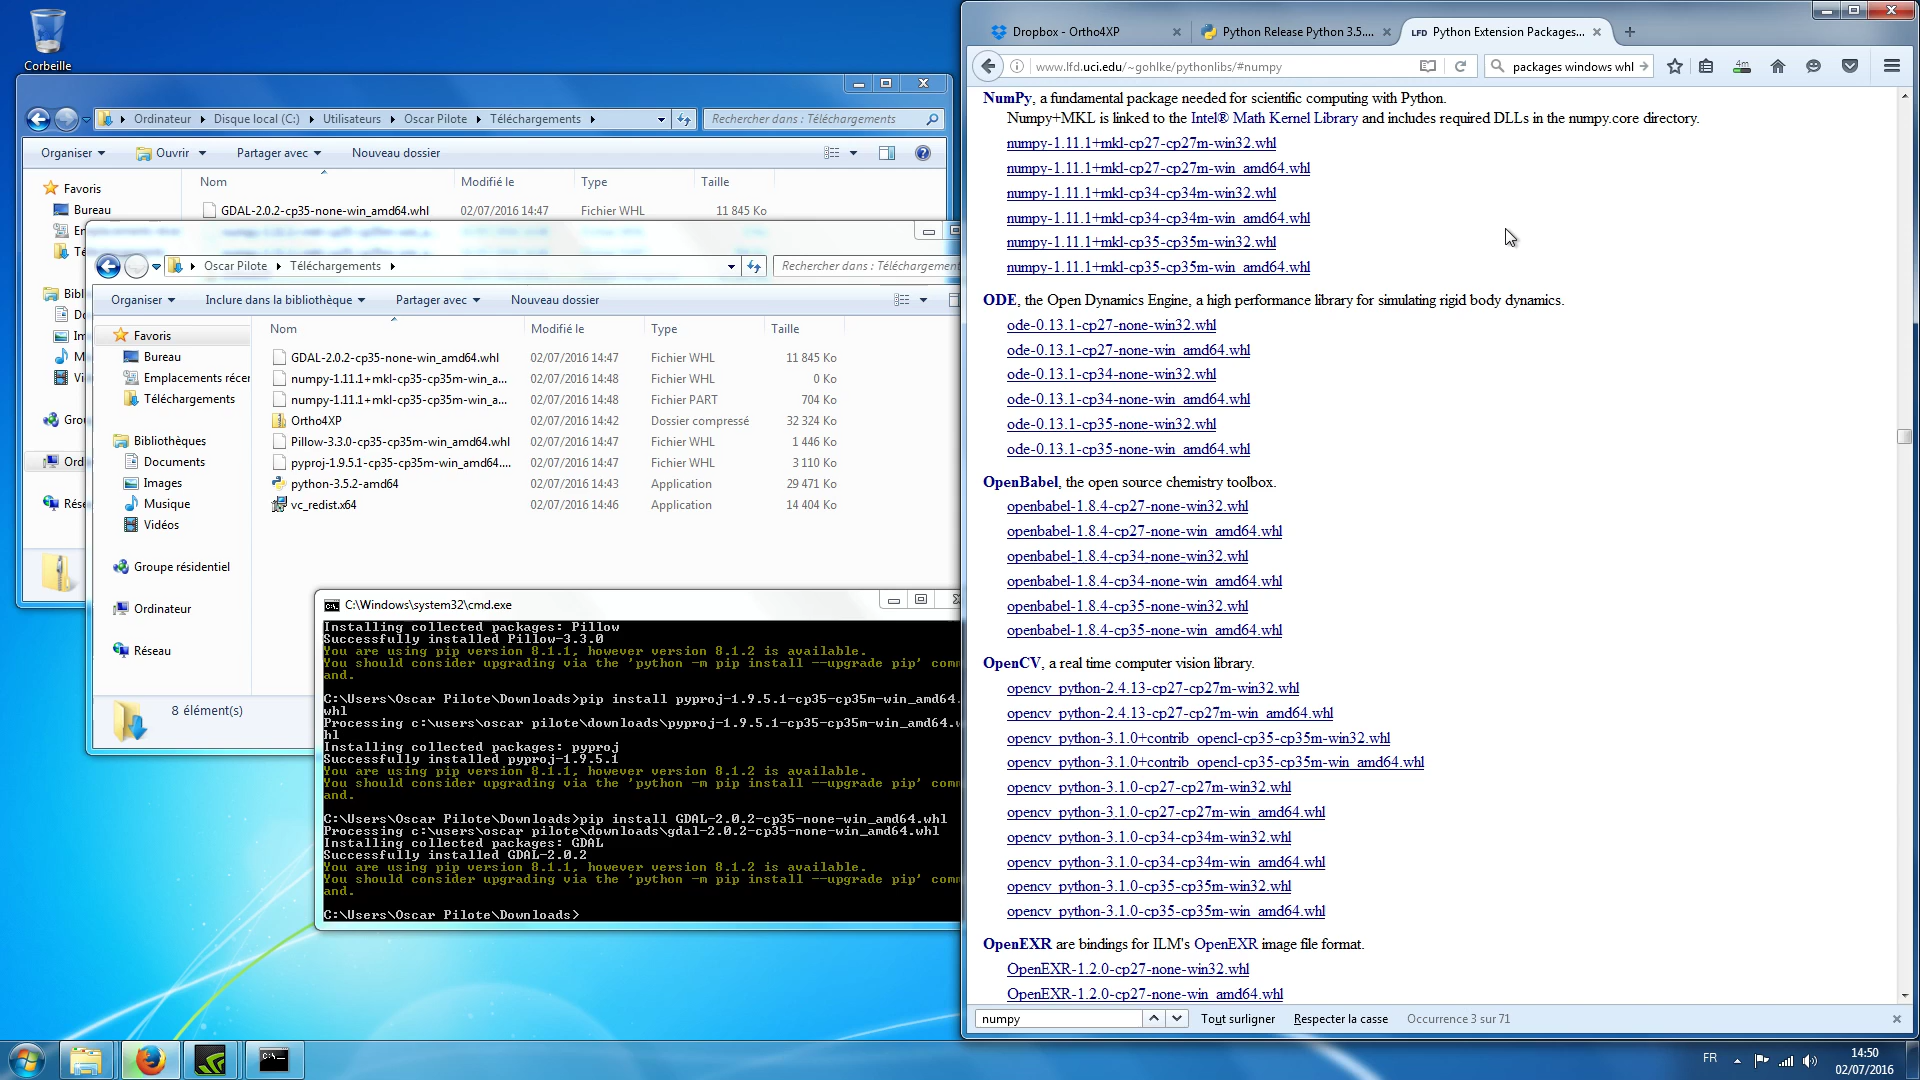 Corbeille
Ordinateur
Disque local (C:)
Utilisateurs
Oscar Pilote
Téléchargements
Rechercher dans : Téléchargements
Organiser
Ouvrir
Partager avec
Nouveau dossier
Favoris
Bureau
Nom
Modifié le
Type
Taille
GDAL-2.0.2-cp35-none-win_amd64.whl
02/07/2016 14:47
Fichier WHL
11 845 Ko
Oscar Pilote
Téléchargements
Rechercher dans : Téléchargement
Organiser
Inclure dans la bibliothèque
Partager avec
Nouveau dossier
Favoris
Bureau
Emplacements récer
Téléchargements
Bibliothèques
Documents
Images
Musique
Vidéos
Groupe résidentiel
Ordinateur
Réseau
Nom Modifié le Type Taille
GDAL-2.0.2-cp35-none-win_amd64.whl 02/07/2016 14:47 Fichier WHL 11 845 Ko
numpy-1.11.1+mkl-cp35-cp35m-win_a... 02/07/2016 14:48 Fichier WHL 0 Ko
numpy-1.11.1+mkl-cp35-cp35m-win_a... 02/07/2016 14:48 Fichier PART 704 Ko
Ortho4XP 02/07/2016 14:42 Dossier compressé 32 324 Ko
Pillow-3.3.0-cp35-cp35m-win_amd64.whl 02/07/2016 14:47 Fichier WHL 1 446 Ko
pyproj-1.9.5.1-cp35-cp35m-win_amd64.... 02/07/2016 14:47 Fichier WHL 3 110 Ko
python-3.5.2-amd64 02/07/2016 14:43 Application 29 471 Ko
vc_redist.x64 02/07/2016 14:46 Application 14 404 Ko
8 élément(s)
C:\Windows\system32\cmd.exe
Installing collected packages: Pillow
Successfully installed Pillow-3.3.0
You are using pip version 8.1.1, however version 8.1.2 is available.
You should consider upgrading via the 'python -m pip install --upgrade pip' comm
and.
C:\Users\Oscar Pilote\Downloads>pip install pyproj-1.9.5.1-cp35-cp35m-win_amd64.
whl
Processing c:\users\oscar pilote\downloads\pyproj-1.9.5.1-cp35-cp35m-win_amd64.w
hl
Installing collected packages: pyproj
Successfully installed pyproj-1.9.5.1
You are using pip version 8.1.1, however version 8.1.2 is available.
You should consider upgrading via the 'python -m pip install --upgrade pip' comm
and.
C:\Users\Oscar Pilote\Downloads>pip install GDAL-2.0.2-cp35-none-win_amd64.whl
Processing c:\users\oscar pilote\downloads\gdal-2.0.2-cp35-none-win_amd64.whl
Installing collected packages: GDAL
Successfully installed GDAL-2.0.2
You are using pip version 8.1.1, however version 8.1.2 is available.
You should consider upgrading via the 'python -m pip install --upgrade pip' comm
and.
C:\Users\Oscar Pilote\Downloads>
Dropbox - Ortho4XP
Python Release Python 3.5....
LFD Python Extension Packages...
www.lfd.uci.edu/~gohlke/pythonlibs/#numpy
packages windows whl
4m
NumPy, a fundamental package needed for scientific computing with Python.
Numpy+MKL is linked to the Intel® Math Kernel Library and includes required DLLs in the numpy.core directory.
numpy-1.11.1+mkl-cp27-cp27m-win32.whl
numpy-1.11.1+mkl-cp27-cp27m-win_amd64.whl
numpy-1.11.1+mkl-cp34-cp34m-win32.whl
numpy-1.11.1+mkl-cp34-cp34m-win_amd64.whl
numpy-1.11.1+mkl-cp35-cp35m-win32.whl
numpy-1.11.1+mkl-cp35-cp35m-win_amd64.whl
ODE, the Open Dynamics Engine, a high performance library for simulating rigid body dynamics.
ode-0.13.1-cp27-none-win32.whl
ode-0.13.1-cp27-none-win_amd64.whl
ode-0.13.1-cp34-none-win32.whl
ode-0.13.1-cp34-none-win_amd64.whl
ode-0.13.1-cp35-none-win32.whl
ode-0.13.1-cp35-none-win_amd64.whl
OpenBabel, the open source chemistry toolbox.
openbabel-1.8.4-cp27-none-win32.whl
openbabel-1.8.4-cp27-none-win_amd64.whl
openbabel-1.8.4-cp34-none-win32.whl
openbabel-1.8.4-cp34-none-win_amd64.whl
openbabel-1.8.4-cp35-none-win32.whl
openbabel-1.8.4-cp35-none-win_amd64.whl
OpenCV, a real time computer vision library.
opencv_python-2.4.13-cp27-cp27m-win32.whl
opencv_python-2.4.13-cp27-cp27m-win_amd64.whl
opencv_python-3.1.0+contrib_opencl-cp35-cp35m-win32.whl
opencv_python-3.1.0+contrib_opencl-cp35-cp35m-win_amd64.whl
opencv_python-3.1.0-cp27-cp27m-win32.whl
opencv_python-3.1.0-cp27-cp27m-win_amd64.whl
opencv_python-3.1.0-cp34-cp34m-win32.whl
opencv_python-3.1.0-cp34-cp34m-win_amd64.whl
opencv_python-3.1.0-cp35-cp35m-win32.whl
opencv_python-3.1.0-cp35-cp35m-win_amd64.whl
OpenEXR are bindings for ILM's OpenEXR image file format.
OpenEXR-1.2.0-cp27-none-win32.whl
OpenEXR-1.2.0-cp27-none-win_amd64.whl
numpy
Tout surligner
Respecter la casse
Occurrence 3 sur 71
FR
14:50
02/07/2016